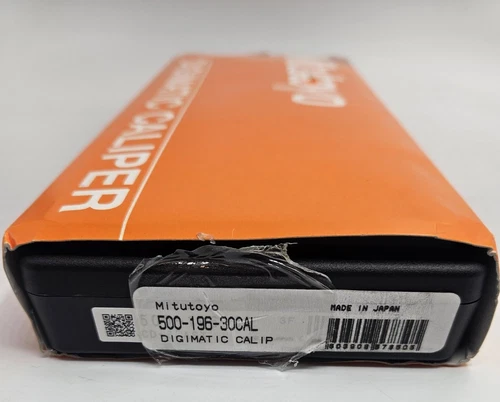 Mitutoyo
DIGIMATIC CALIPER
Mitutoyo
MADE IN JAPAN
500-196-30CAL
DIGIMATIC CALIP